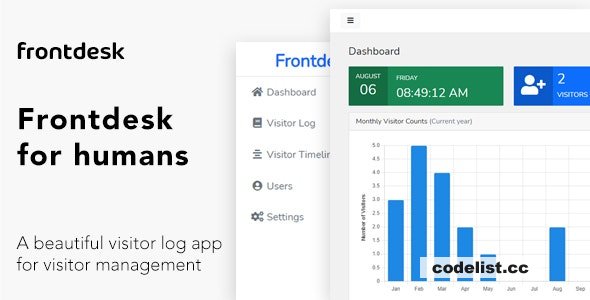 frontdesk
Frontdesk
for humans
A beautiful visitor log app
for visitor management
Frontde
Dashboard
Visitor Log
Visitor Timelin
Users
Settings
Dashboard
AUGUST
06
FRIDAY
08:49:12 AM
2
VISITORS
Monthly Visitor Counts (Current year)
Number of Visitors
5.0
4.5
4.0
3.5
3.0
2.5
2.0
1.5
1.0
0.5
0
Jan Feb Mar Apr May Jun Jul Aug Sep
codelist.cc